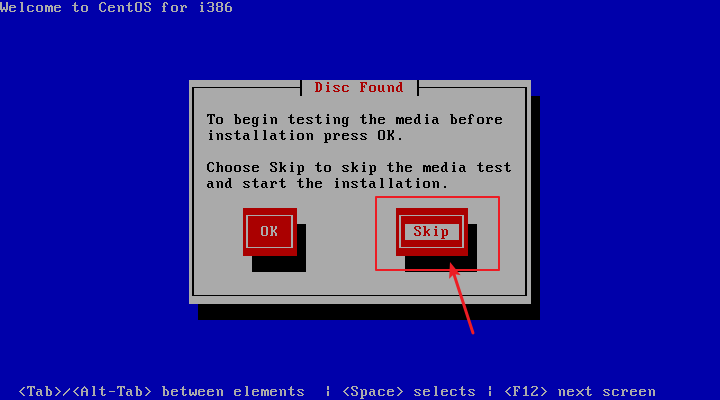 Welcome to CentOS for i386
Disc Found
To begin testing the media before
installation press OK.
Choose Skip to skip the media test
and start the installation.
OK Skip
<Tab>/<Alt-Tab> between elements | <Space> selects | <F12> next screen